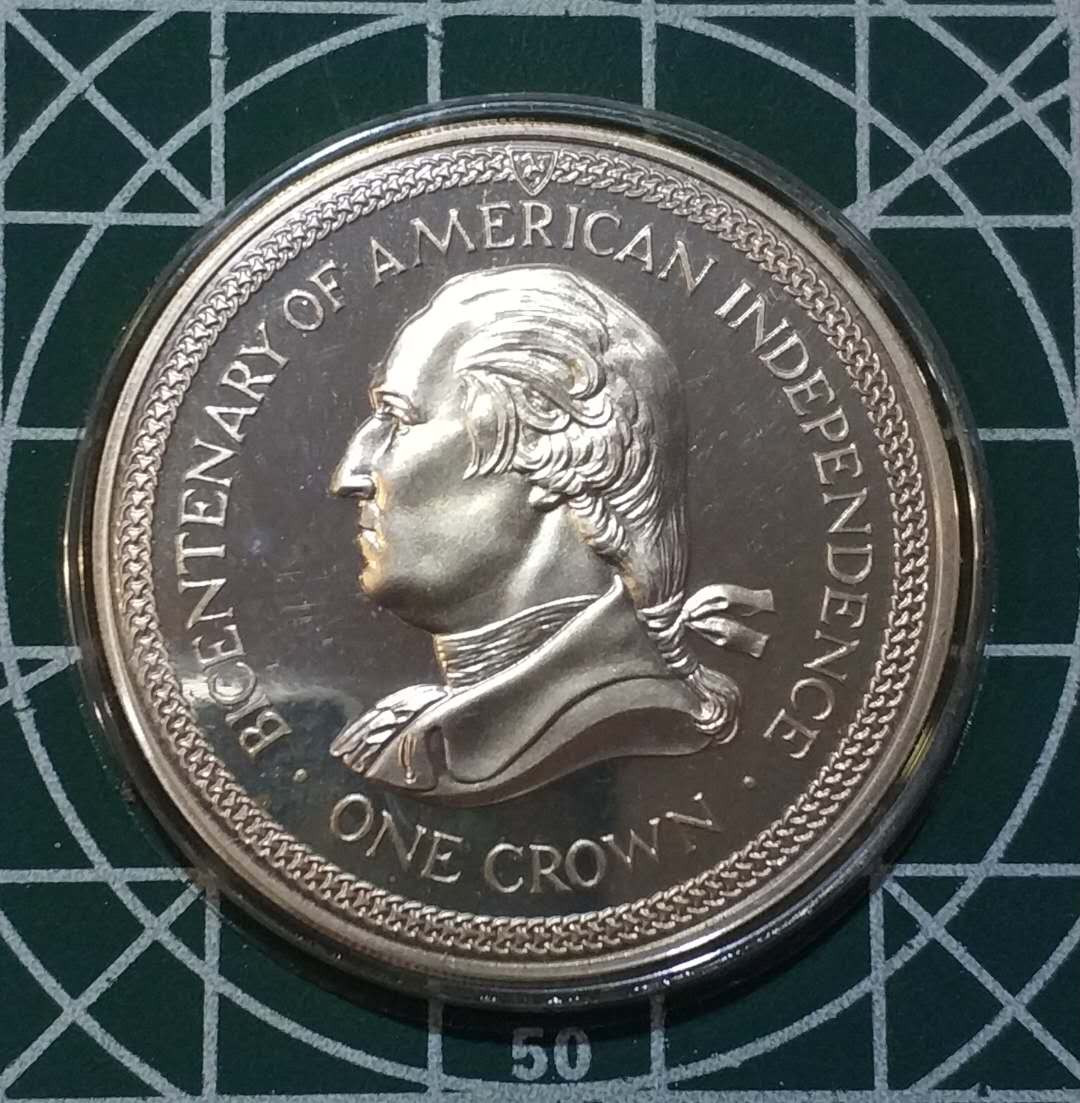 BICENTENARY OF AMERICAN INDEPENDENCE
· ONE CROWN ·
50